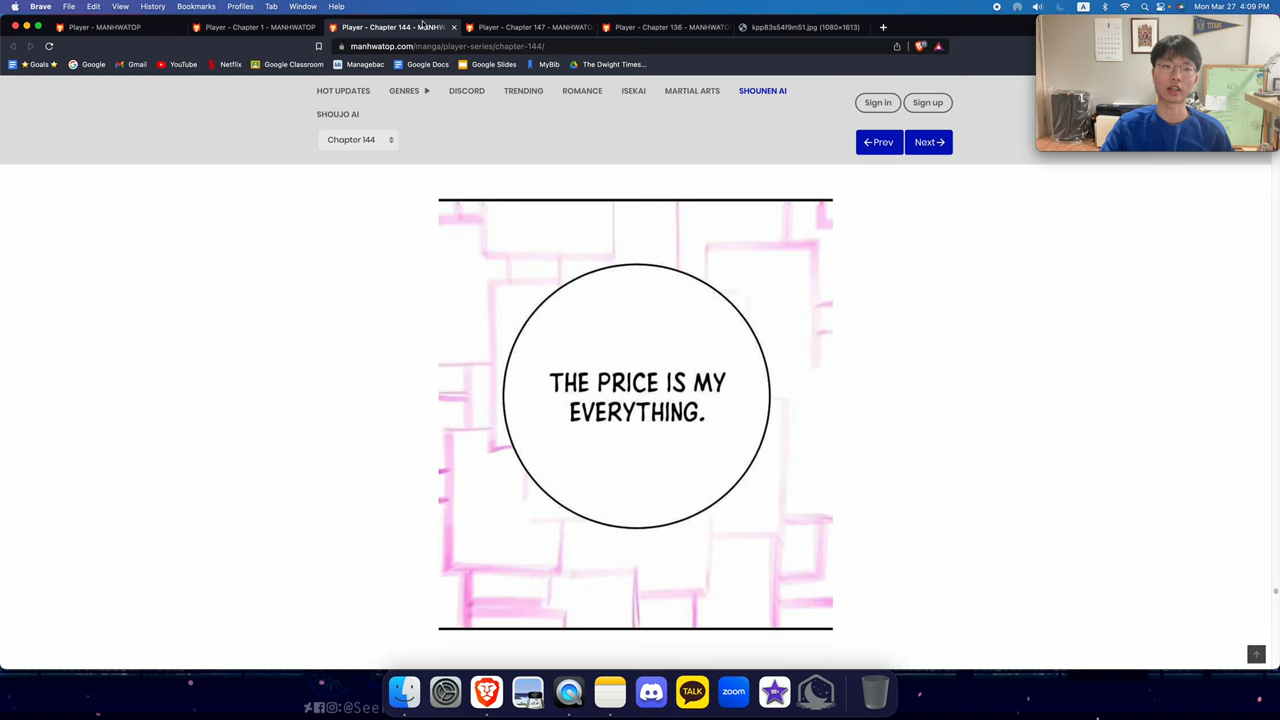 Brave File Edit View History Bookmarks Profiles Tab Window Help
A Mon Mar 27 4:09 PM
Player - MANHWATOP
Player - Chapter 1 - MANHWATOP
Player - Chapter 144 - MANHW
Player - Chapter 147 - MANHWATO
Player - Chapter 136 - MANHWATO
kpp83s54f9m51.jpg (1080×1613)
manhwatop.com/manga/player-series/chapter-144/
Goals
Google
Gmail
YouTube
Netflix
Google Classroom
Managebac
Google Docs
Google Slides
MyBib
The Dwight Times...
HOT UPDATES GENRES DISCORD TRENDING ROMANCE ISEKAI MARTIAL ARTS SHOUNEN AI
SHOUJO AI
Sign in
Sign up
Chapter 144
Prev
Next
THE PRICE IS MY
EVERYTHING.
TALK
zoom